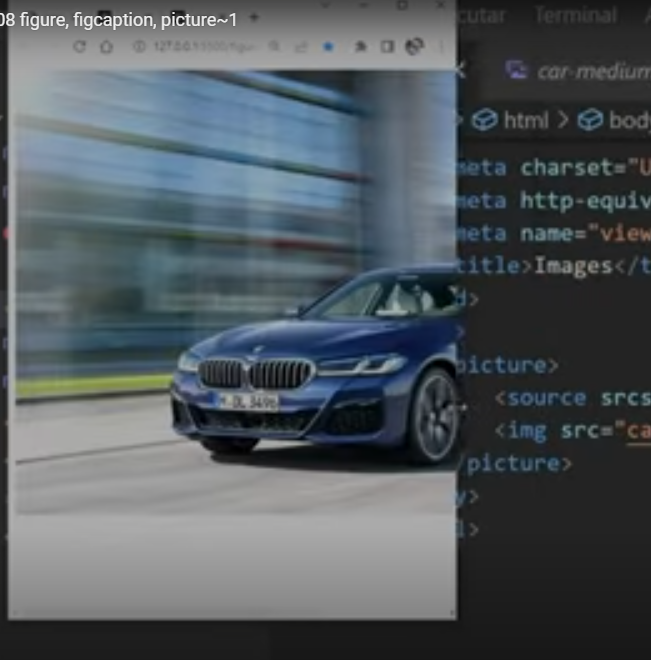 08 figure, figcaption, picture~1
cutar Terminal
127.0.0.1:5500/figu
car-medium
html > body
meta charset="U
meta http-equiv
meta name="view
title>Images</t
d>
picture>
<source srcs
<img src="ca
/picture>
y>
l>
M·DL 3496